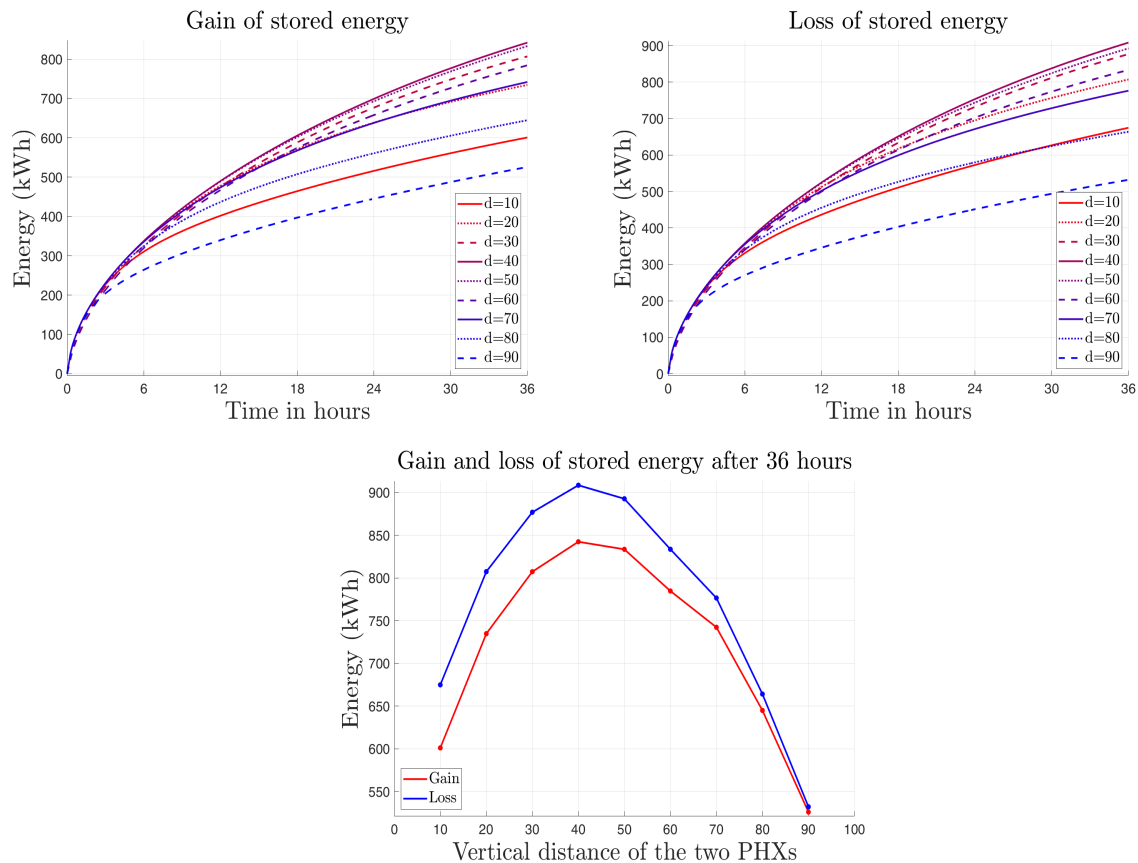 Gain of stored energy
Energy (kWh)
800
700
600
500
400
300
200
100
0
0 6 12 18 24 30 36
Time in hours
d=10
d=20
d=30
d=40
d=50
d=60
d=70
d=80
d=90
Loss of stored energy
Energy (kWh)
900
800
700
600
500
400
300
200
100
0
0 6 12 18 24 30 36
Time in hours
d=10
d=20
d=30
d=40
d=50
d=60
d=70
d=80
d=90
Gain and loss of stored energy after 36 hours
Energy (kWh)
900
850
800
750
700
650
600
550
Gain
Loss
0 10 20 30 40 50 60 70 80 90 100
Vertical distance of the two PHXs